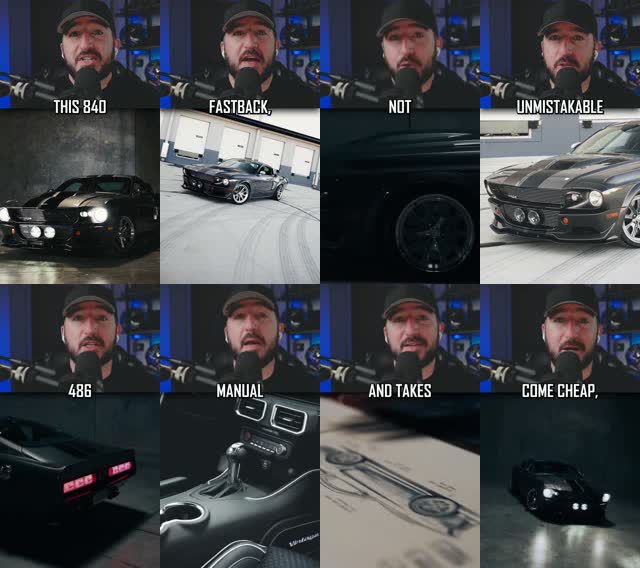 THIS 840
FASTBACK,
NOT
UNMISTAKABLE
486
MANUAL
AND TAKES
COME CHEAP,